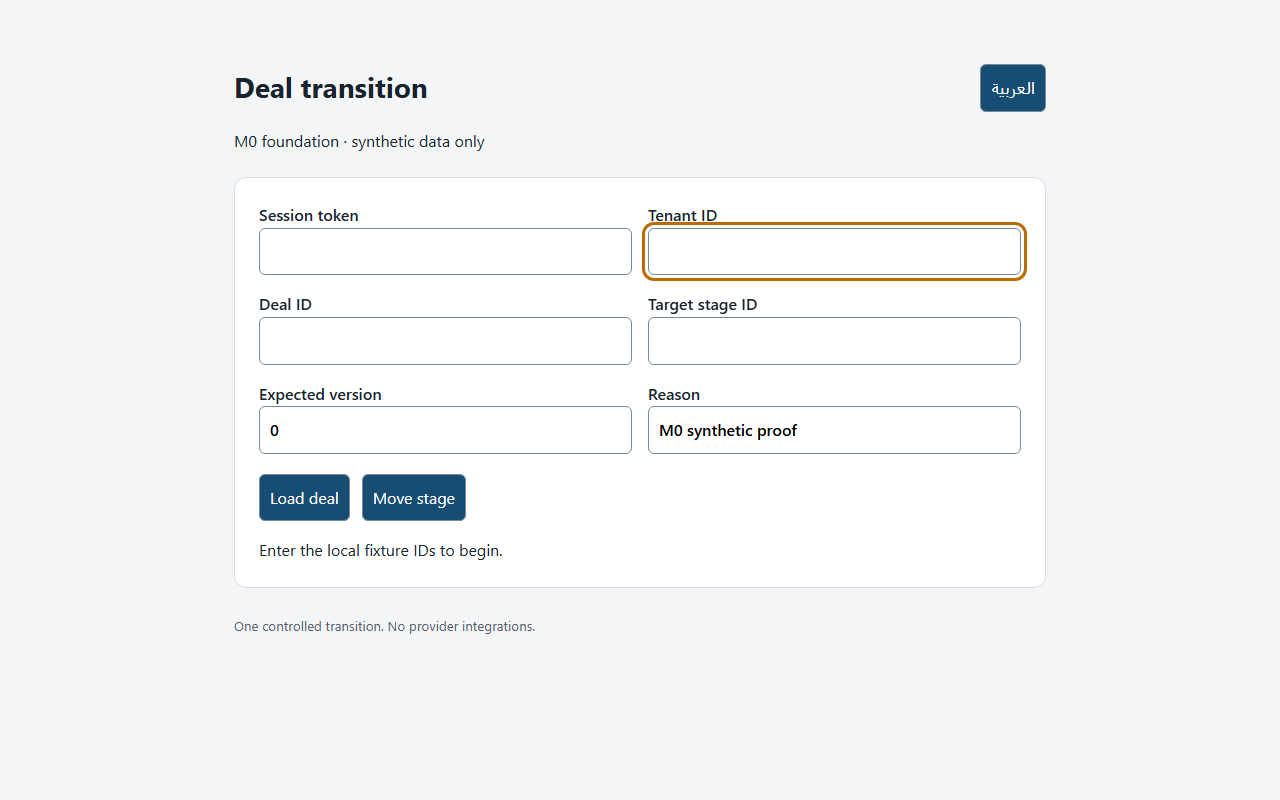 Deal transition
العربية
M0 foundation · synthetic data only
Session token
Tenant ID
Deal ID
Target stage ID
Expected version
Reason
0
M0 synthetic proof
Load deal
Move stage
Enter the local fixture IDs to begin.
One controlled transition. No provider integrations.